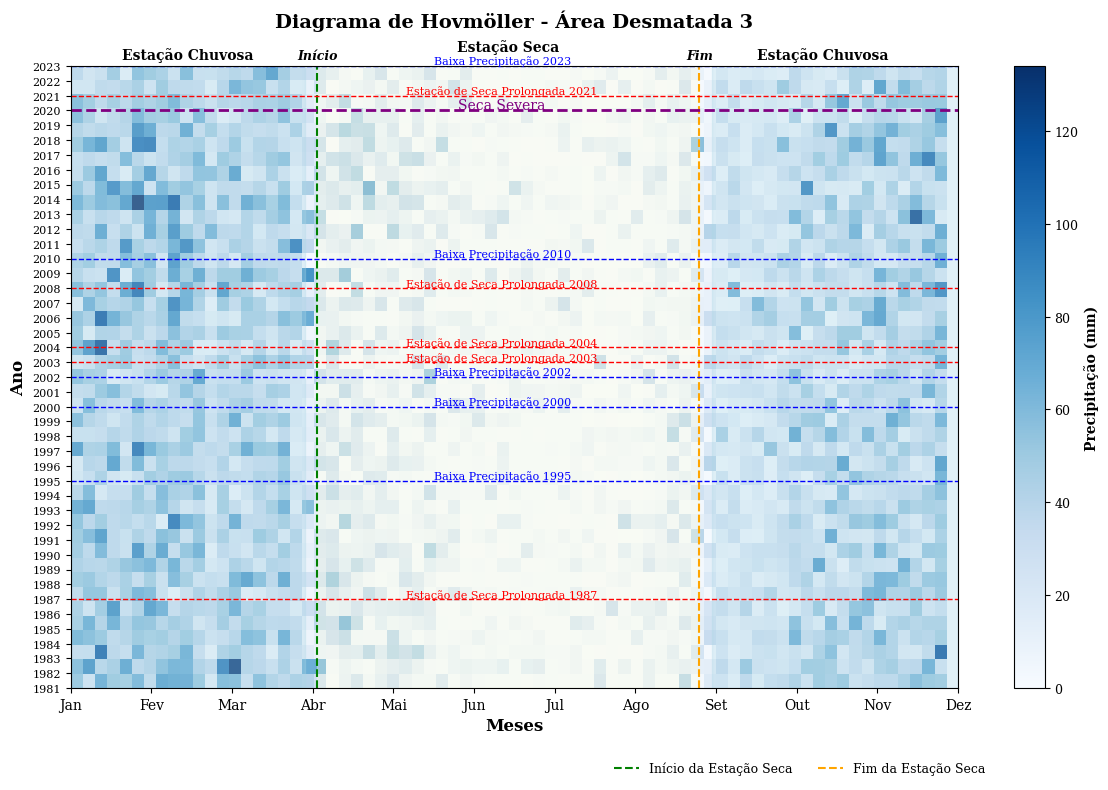 Diagrama de Hovmöller - Área Desmatada 3
Estação Chuvosa
Início
Estação Seca
Fim
Estação Chuvosa
Baixa Precipitação 2023
Estação de Seca Prolongada 2021
Seca Severa
Baixa Precipitação 2010
Estação de Seca Prolongada 2008
Estação de Seca Prolongada 2004
Estação de Seca Prolongada 2003
Baixa Precipitação 2002
Baixa Precipitação 2000
Baixa Precipitação 1995
Estação de Seca Prolongada 1987
Ano
2023
2022
2021
2020
2019
2018
2017
2016
2015
2014
2013
2012
2011
2010
2009
2008
2007
2006
2005
2004
2003
2002
2001
2000
1999
1998
1997
1996
1995
1994
1993
1992
1991
1990
1989
1988
1987
1986
1985
1984
1983
1982
1981
Jan Fev Mar Abr Mai Jun Jul Ago Set Out Nov Dez
Meses
120
100
80
60
40
20
0
Precipitação (mm)
Início da Estação Seca
Fim da Estação Seca